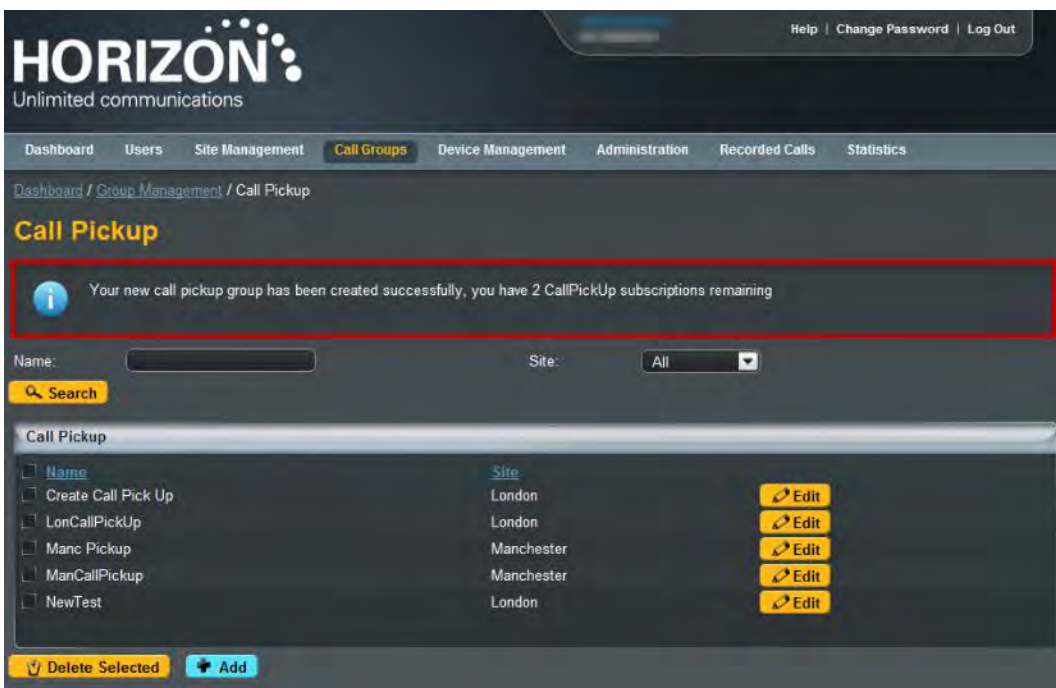 HORIZON
Unlimited communications
Help | Change Password | Log Out
Dashboard Users Site Management Call Groups Device Management Administration Recorded Calls Statistics
Dashboard / Group Management / Call Pickup
Call Pickup
Your new call pickup group has been created successfully, you have 2 CallPickUp subscriptions remaining
Name: Site: All
Search
Call Pickup
Name Site
Create Call Pick Up London Edit
LonCallPickUp London Edit
Manc Pickup Manchester Edit
ManCallPickup Manchester Edit
NewTest London Edit
Delete Selected Add